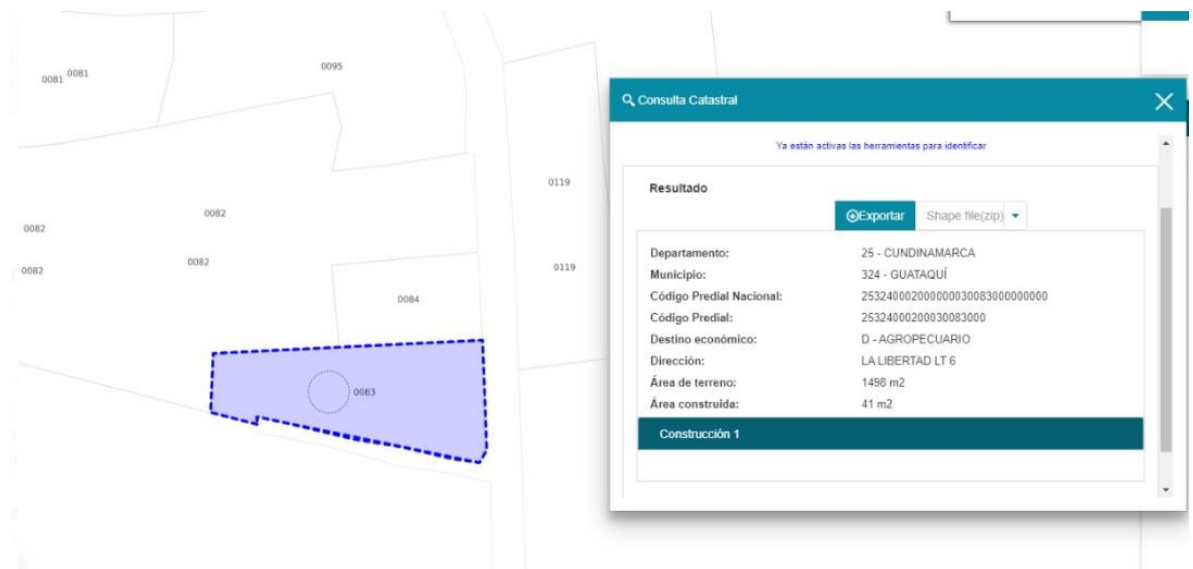 0081 0081
0095
0119
0082
0082
0082
0082
0119
0084
0083
Consulta Catastral
Ya están activas las herramientas para identificar
Resultado
Exportar Shape file(zip)
Departamento: 25 - CUNDINAMARCA
Municipio: 324 - GUATAQUÍ
Código Predial Nacional: 253240002000000030083000000000
Código Predial: 25324000200030083000
Destino económico: D - AGROPECUARIO
Dirección: LA LIBERTAD LT 6
Área de terreno: 1498 m2
Área construida: 41 m2
Construcción 1